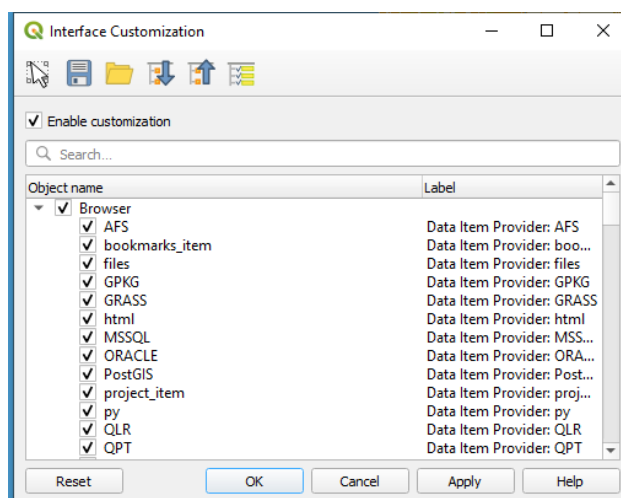 Interface Customization
Enable customization
Search...
Object name Label
Browser
AFS Data Item Provider: AFS
bookmarks_item Data Item Provider: boo...
files Data Item Provider: files
GPKG Data Item Provider: GPKG
GRASS Data Item Provider: GRASS
html Data Item Provider: html
MSSQL Data Item Provider: MSS...
ORACLE Data Item Provider: ORA...
PostGIS Data Item Provider: Post...
project_item Data Item Provider: proj...
py Data Item Provider: py
QLR Data Item Provider: QLR
QPT Data Item Provider: QPT
Reset OK Cancel Apply Help